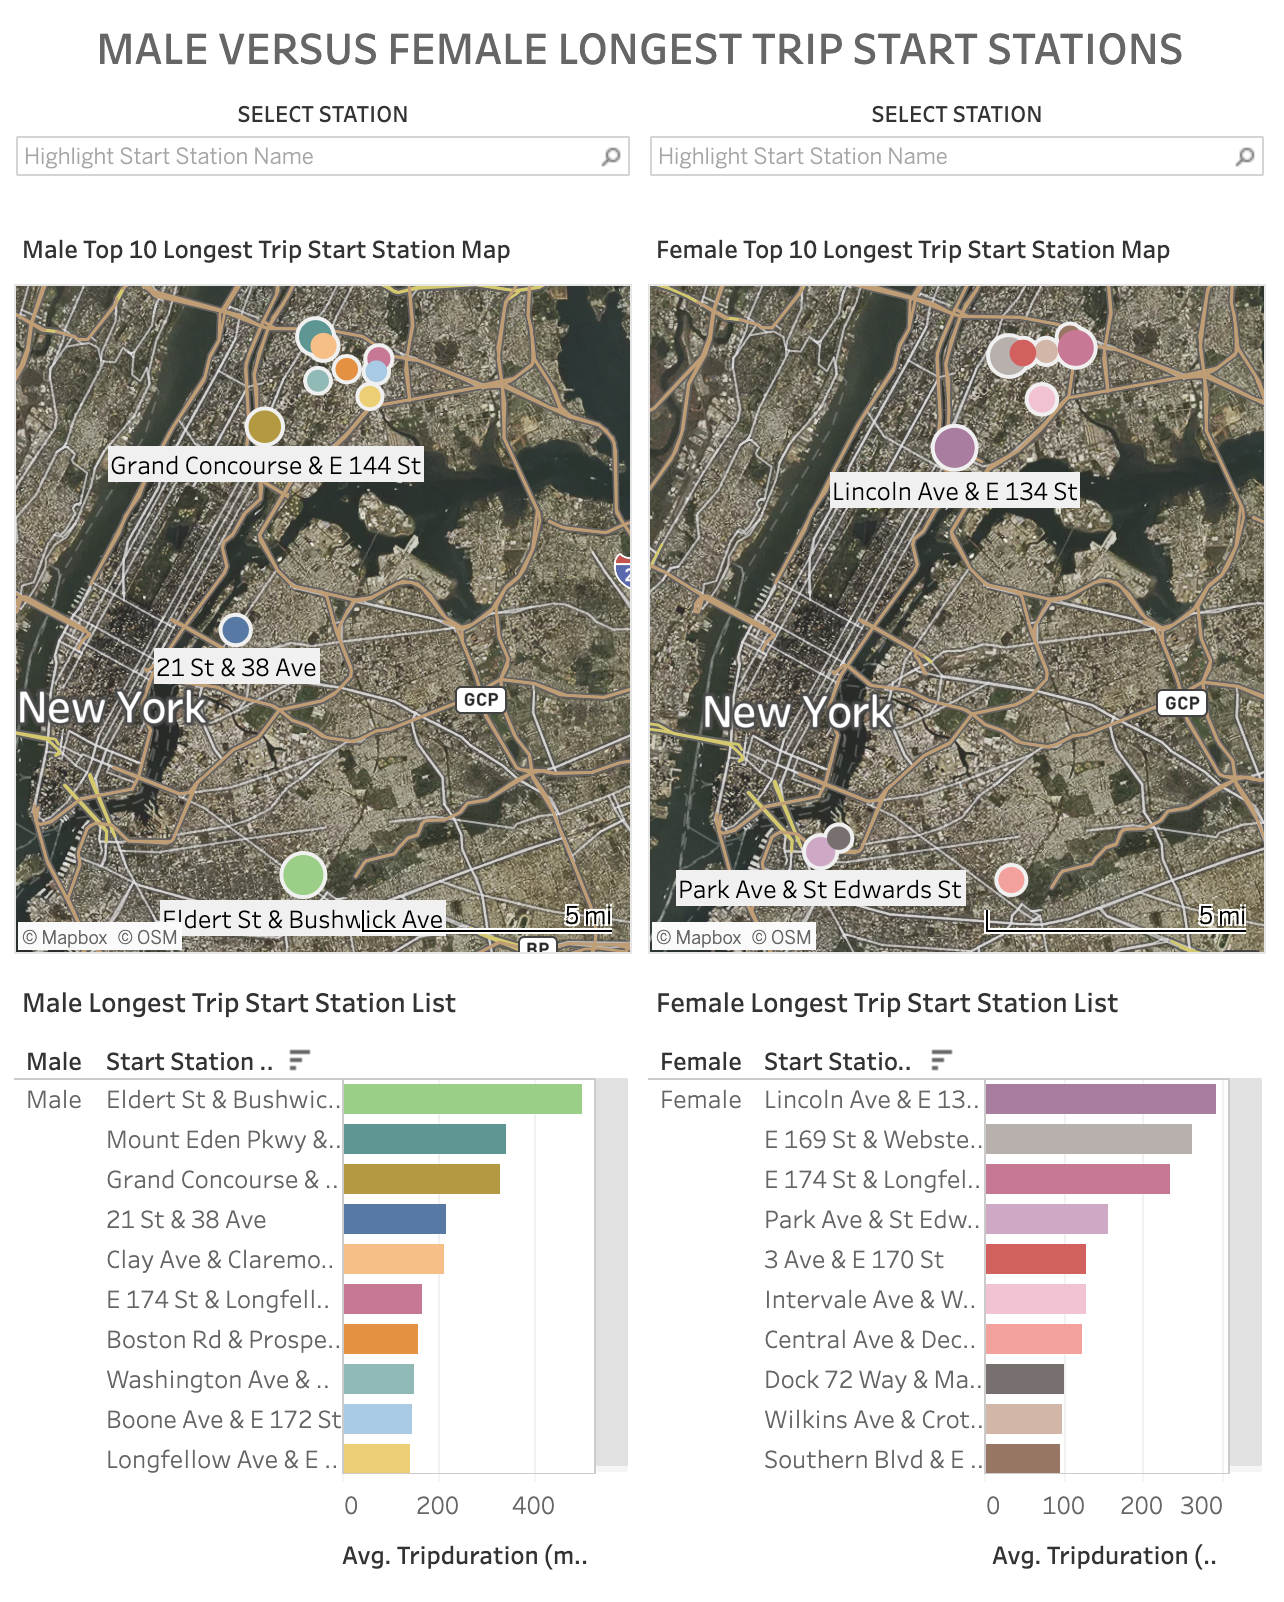 MALE VERSUS FEMALE LONGEST TRIP START STATIONS
SELECT STATION
Highlight Start Station Name
SELECT STATION
Highlight Start Station Name
Male Top 10 Longest Trip Start Station Map
Grand Concourse & E 144 St
21 St & 38 Ave
New York
GCP
Eldert St & Bushwick Ave
5 mi
© Mapbox © OSM
BP
Female Top 10 Longest Trip Start Station Map
Lincoln Ave & E 134 St
New York
GCP
Park Ave & St Edwards St
5 mi
© Mapbox © OSM
Male Longest Trip Start Station List
Male Start Station ..
Male
Eldert St & Bushwic..
Mount Eden Pkwy &..
Grand Concourse & ..
21 St & 38 Ave
Clay Ave & Claremo..
E 174 St & Longfell..
Boston Rd & Prospe..
Washington Ave & ..
Boone Ave & E 172 St
Longfellow Ave & E ..
0 200 400
Avg. Tripduration (m..
Female Longest Trip Start Station List
Female Start Statio..
Female
Lincoln Ave & E 13..
E 169 St & Webste..
E 174 St & Longfel..
Park Ave & St Edw..
3 Ave & E 170 St
Intervale Ave & W..
Central Ave & Dec..
Dock 72 Way & Ma..
Wilkins Ave & Crot..
Southern Blvd & E ..
0 100 200 300
Avg. Tripduration (..